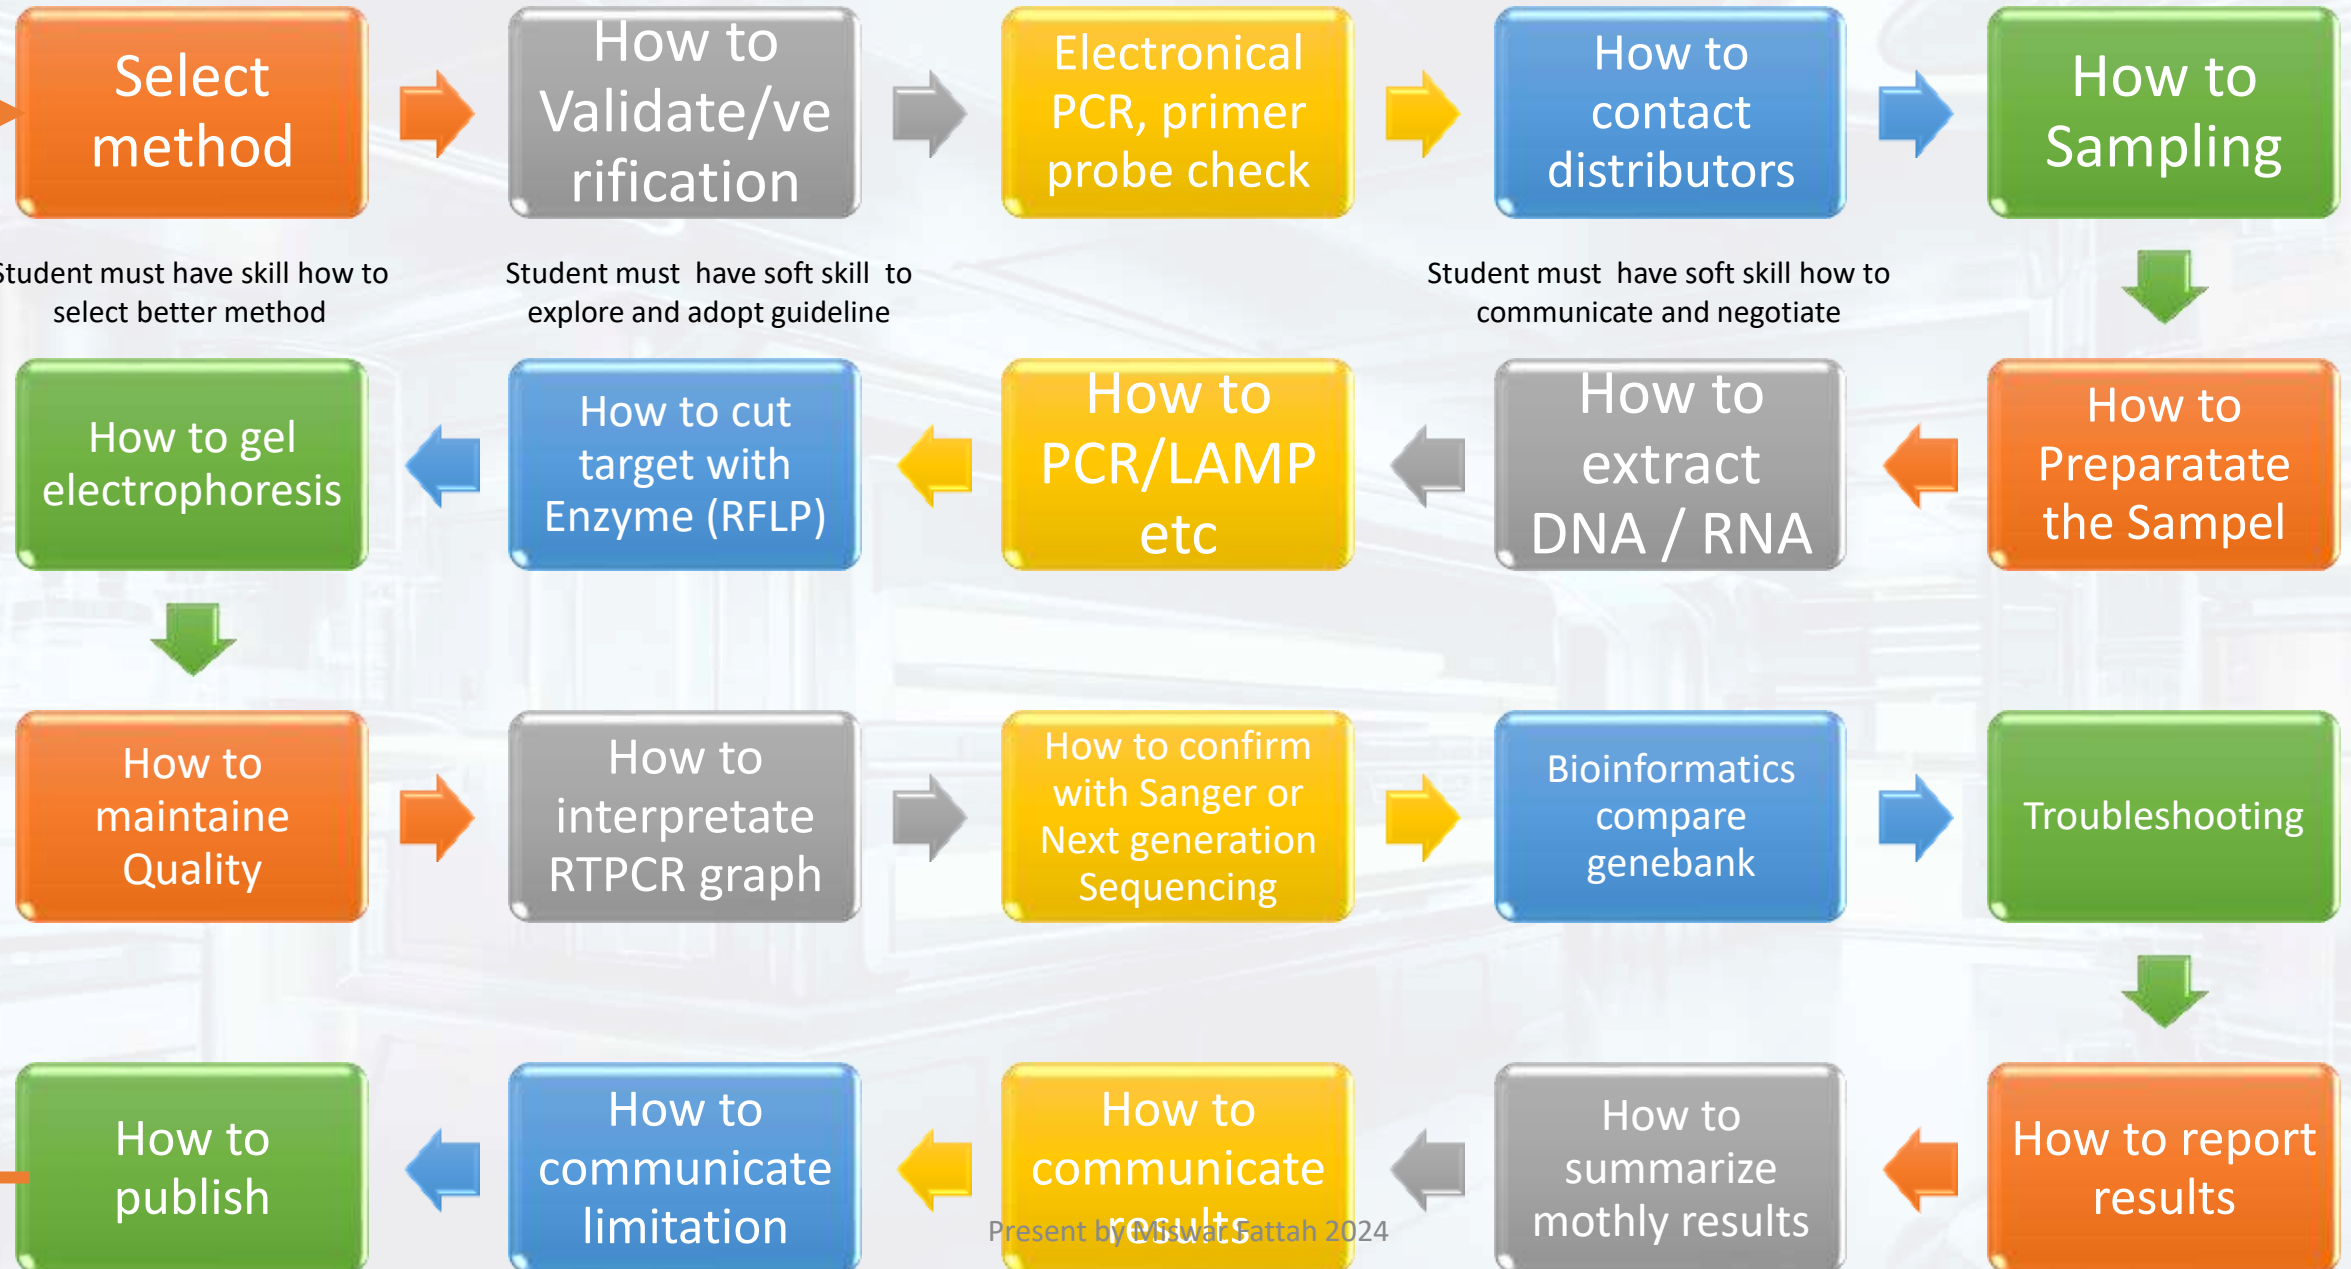 Select
method
How to
Validate/ve
rification
Electronical
PCR, primer
probe check
How to
contact
distributors
How to
Sampling
Student must have skill how to
select better method
Student must  have soft skill  to
explore and adopt guideline
Student must  have soft skill how to
communicate and negotiate
How to gel
electrophoresis
How to cut
target with
Enzyme (RFLP)
How to
PCR/LAMP
etc
How to
extract
DNA / RNA
How to
Preparatate
the Sampel
How to
maintaine
Quality
How to
interpretate
RTPCR graph
How to confirm
with Sanger or
Next generation
Sequencing
Bioinformatics
compare
genebank
Troubleshooting
How to
publish
How to
communicate
limitation
How to
communicate
results
How to
summarize
mothly results
How to report
results
Present by Miswar Fattah 2024